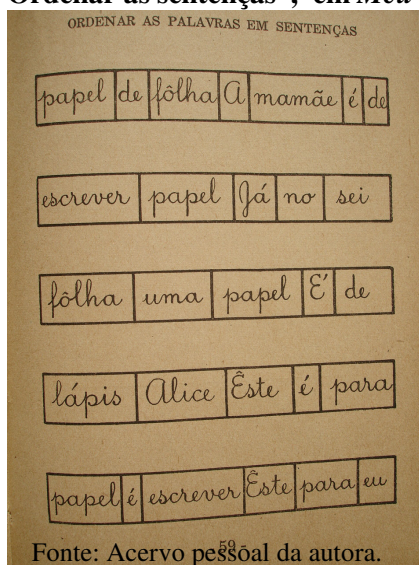 Ordenar as sentenças", em Meu
ORDENAR AS PALAVRAS EM SENTENÇAS
papel de fôlha A mamãe é de
escrever papel Já no sei
fôlha uma papel É de
lápis Alice Êste é para
papel é escrever Êste para eu
59
Fonte: Acervo pessoal da autora.